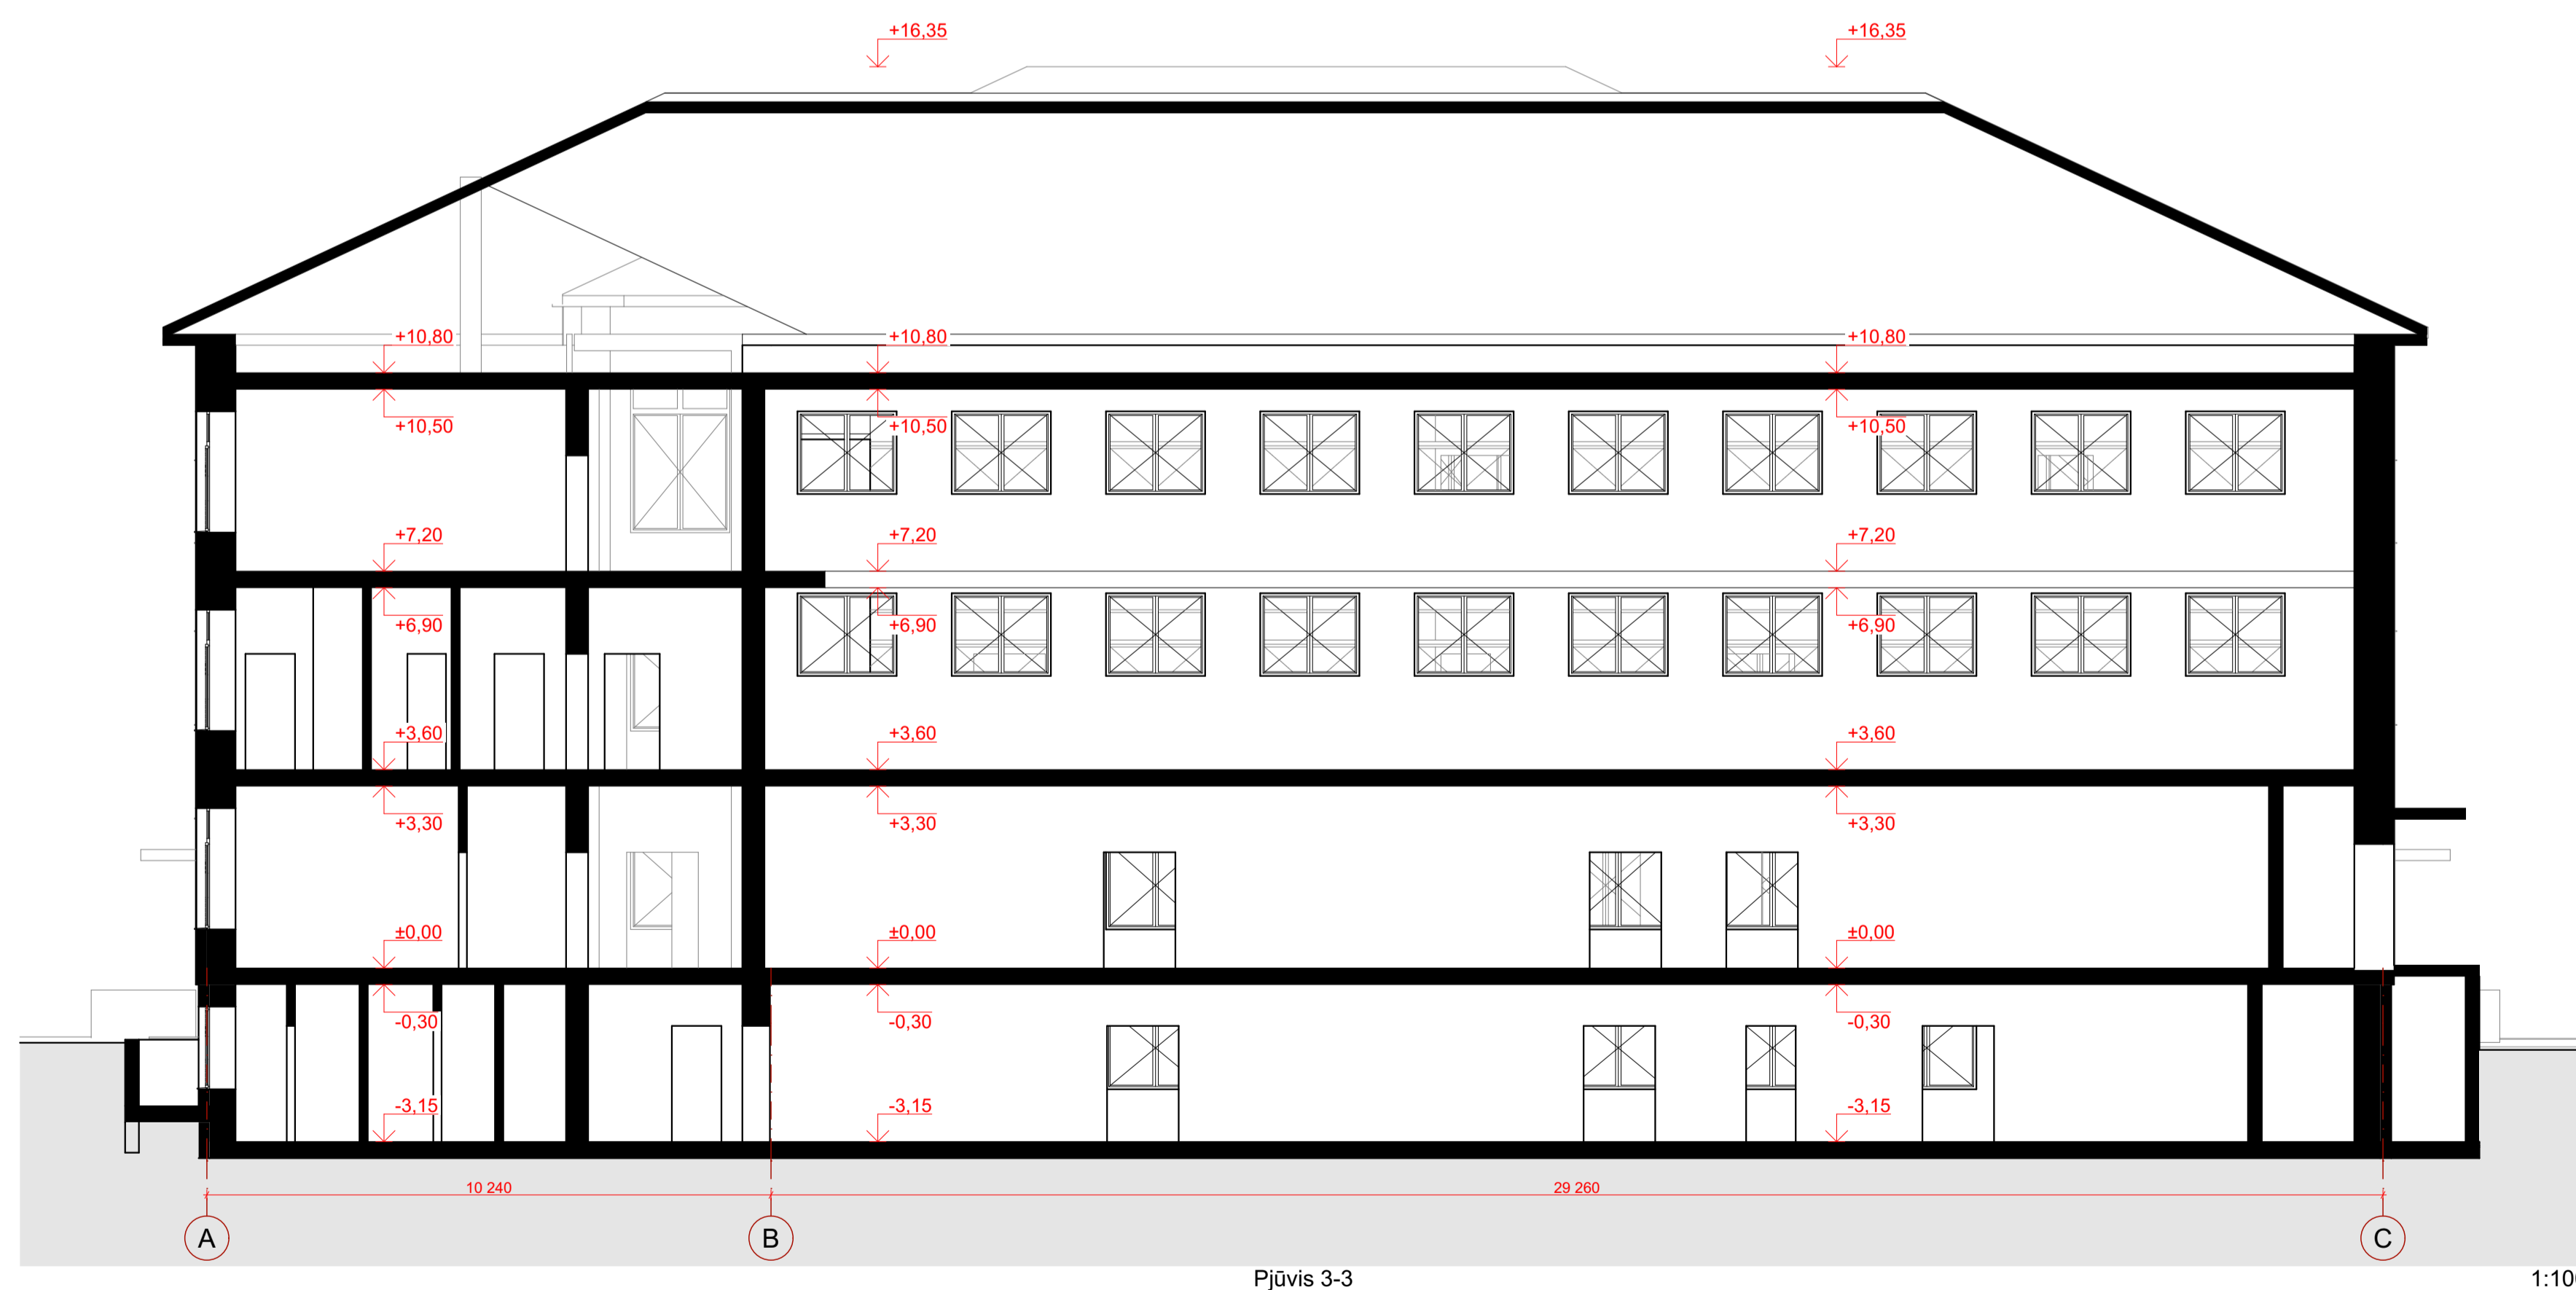 +16,35 +16,35
+10,80 +10,80 +10,80
+10,50 +10,50 +10,50
+7,20 +7,20 +7,20
+6,90 +6,90 +6,90
+3,60 +3,60 +3,60
+3,30 +3,30 +3,30
±0,00 ±0,00 ±0,00
-0,30 -0,30 -0,30
-3,15 -3,15 -3,15
10 240 29 260
A B C
Pjūvis 3-3